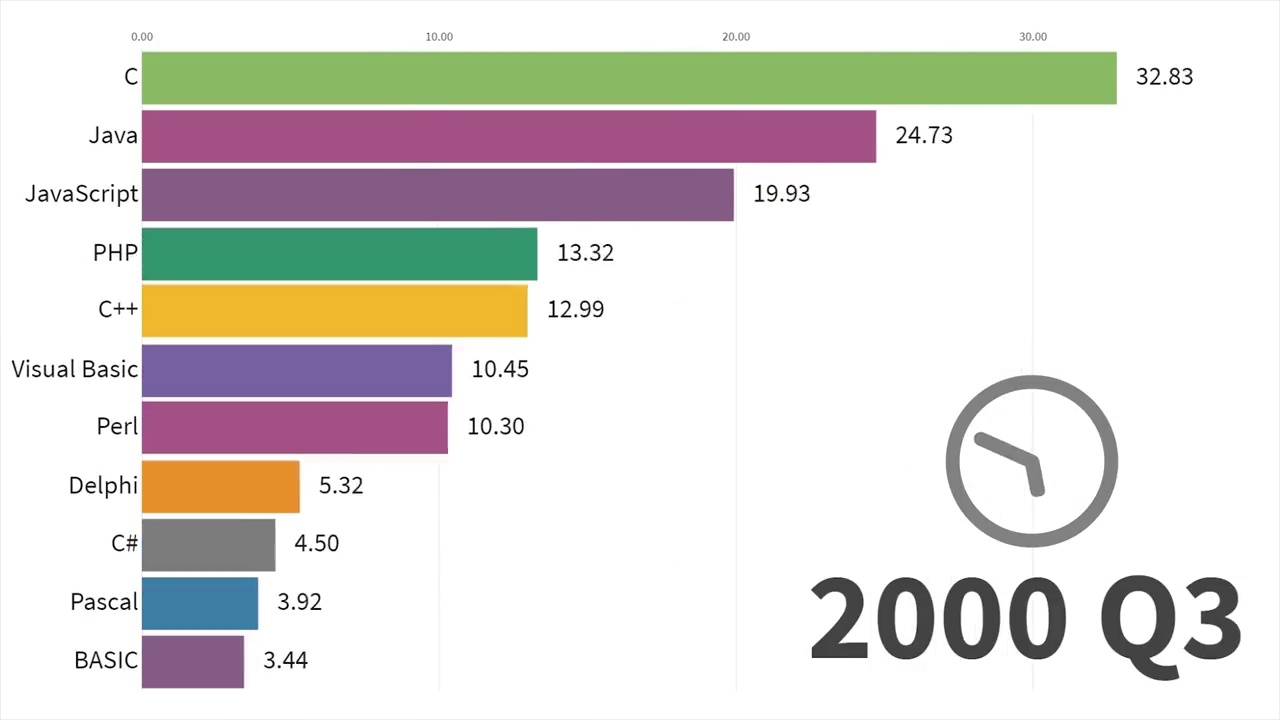 0.00 10.00 20.00 30.00
C 32.83
Java 24.73
JavaScript 19.93
PHP 13.32
C++ 12.99
Visual Basic 10.45
Perl 10.30
Delphi 5.32
C# 4.50
Pascal 3.92
BASIC 3.44
2000 Q3